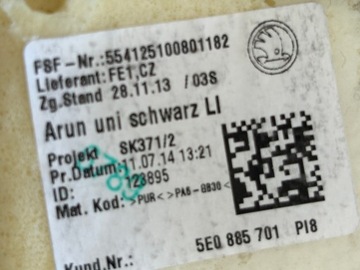 FSF-Nr.:554125100801182
Lieferant:FE1,CZ
Zg.Stand 28.11.13 /03S
Arun uni schwarz LI
Projekt SK371/2
Pr.Datum:11.07.14 13:21
ID: 123895
Mat. Kod: >PUR< >PA6-GB30<
5E0 885 701 PI8
Kund.Nr.: